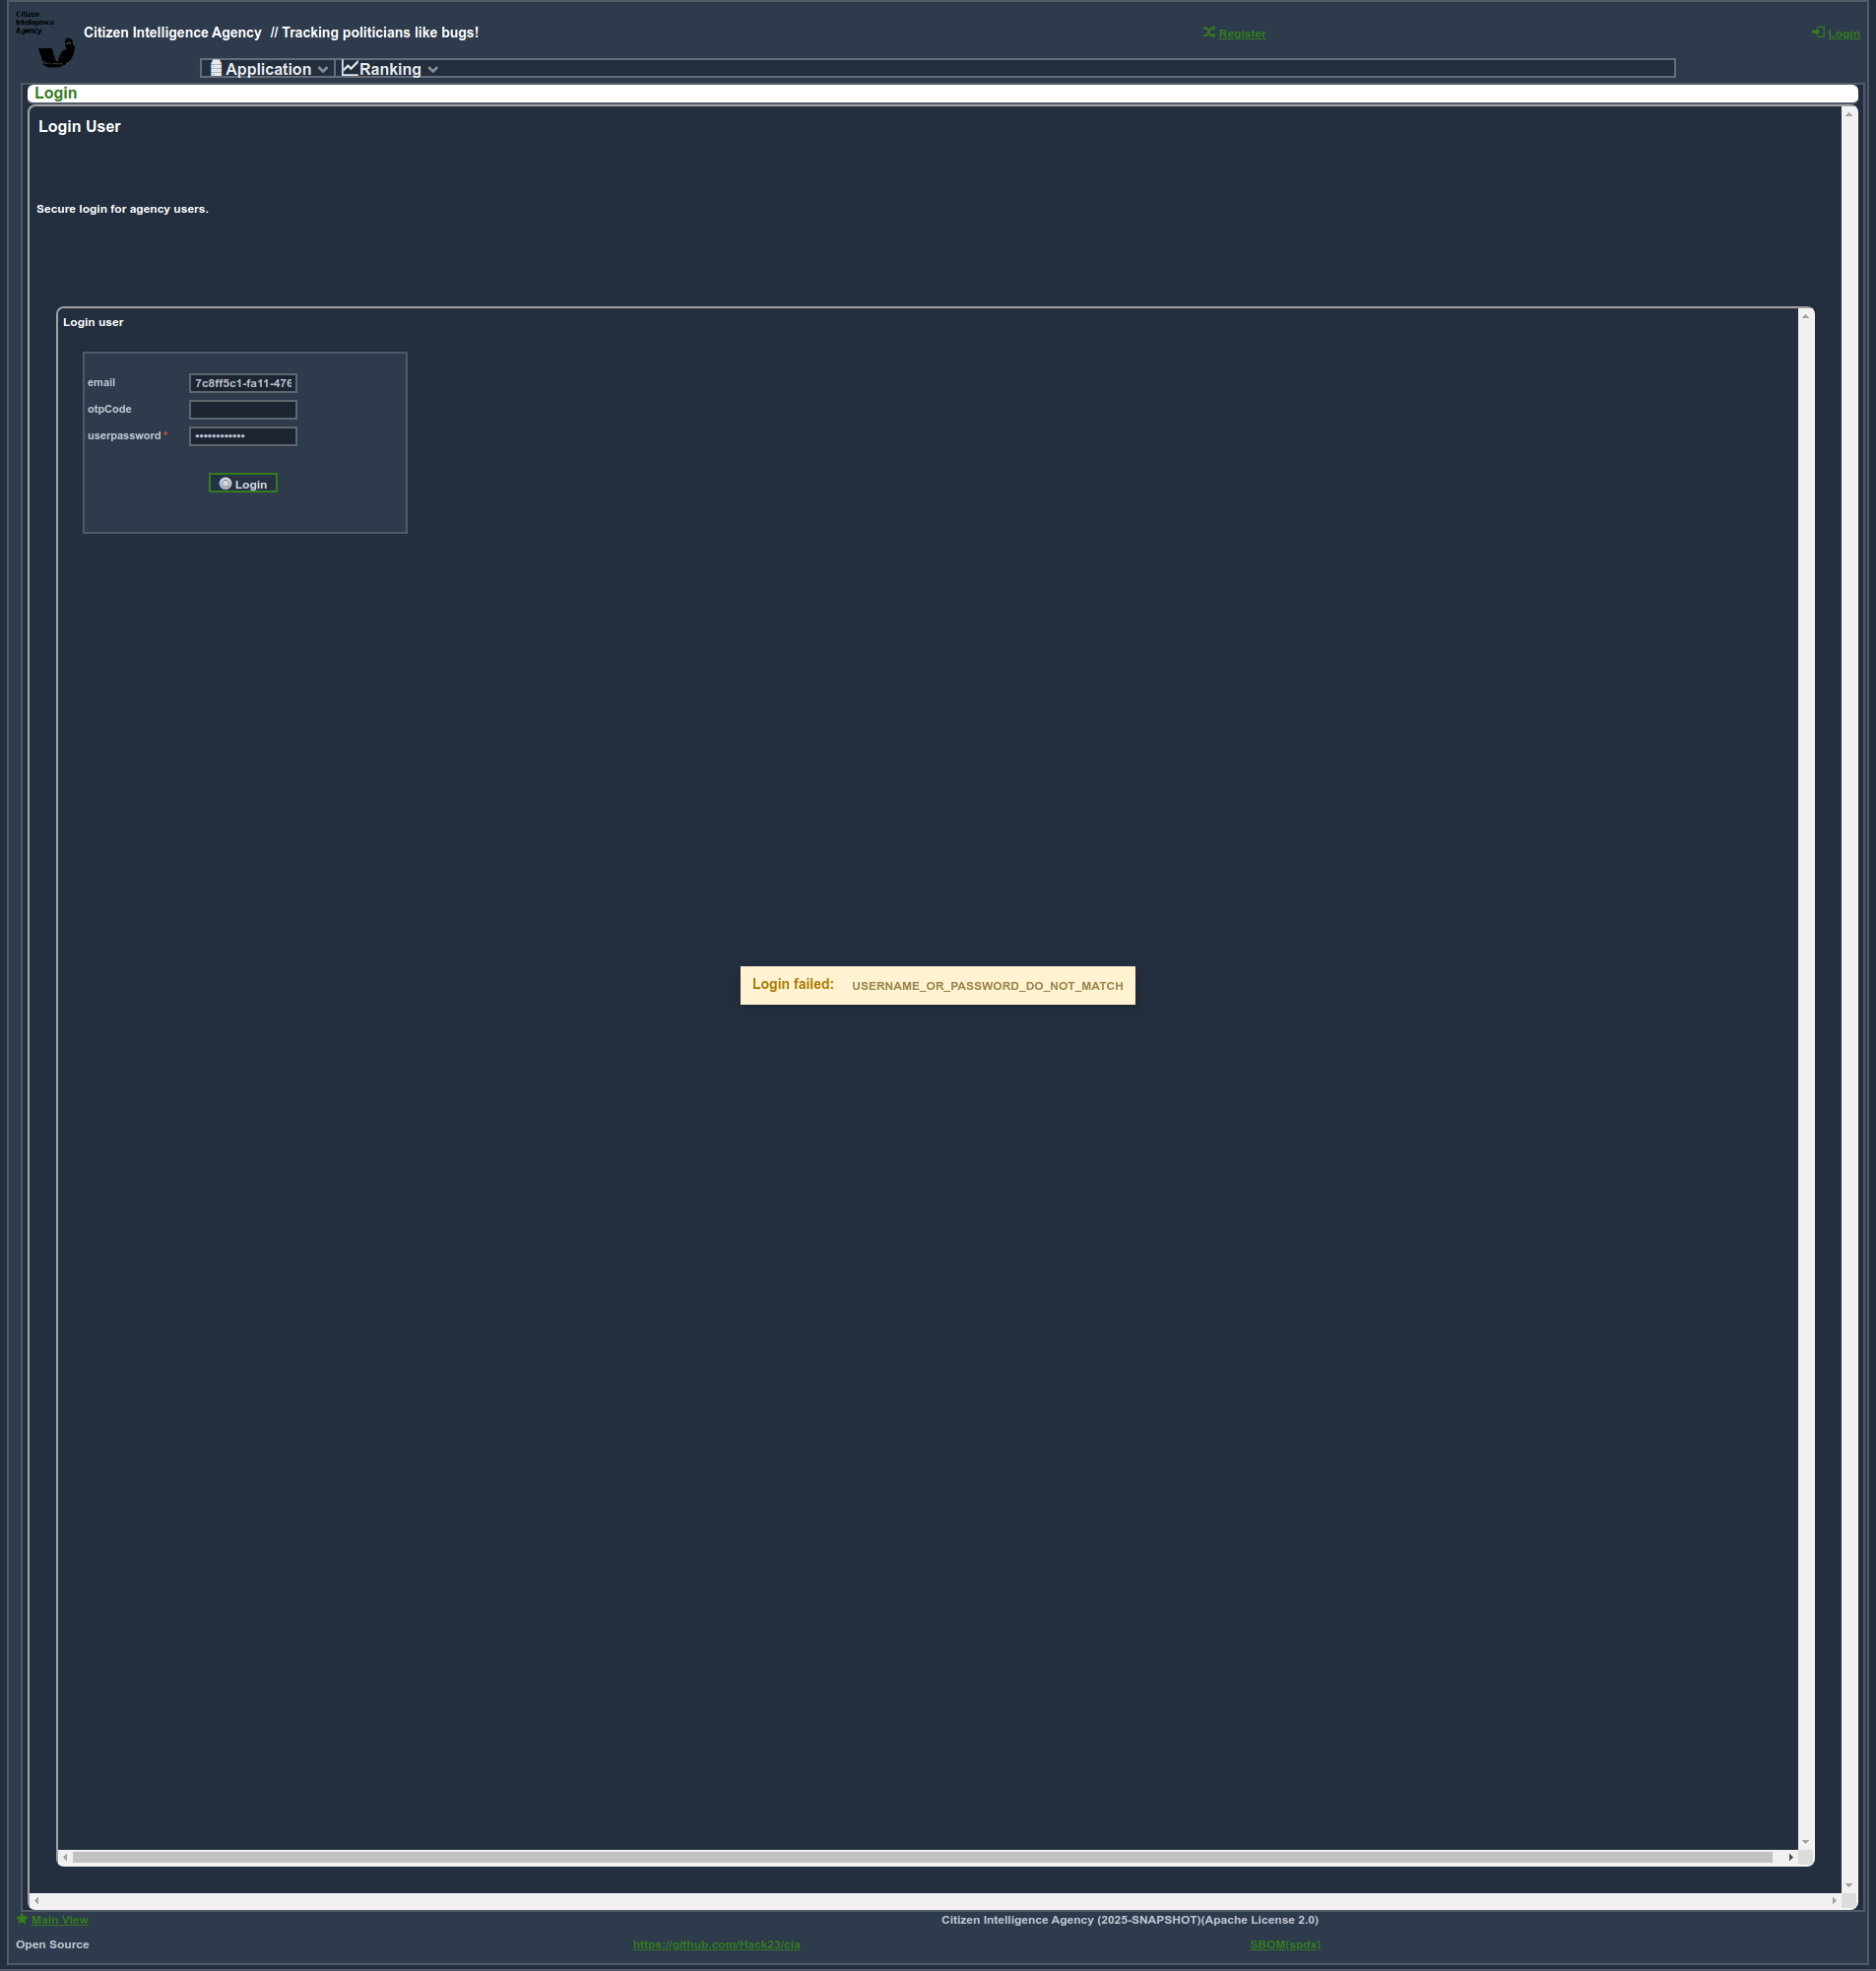 Citizen
Intelligence
Agency
Citizen Intelligence Agency // Tracking politicians like bugs!
Register
Login
Application
Ranking
Login
Login User
Secure login for agency users.
Login user
email 7c8ff5c1-fa11-476
otpCode
userpassword * ••••••••••••
Login
Login failed: USERNAME_OR_PASSWORD_DO_NOT_MATCH
Main View
Citizen Intelligence Agency (2025-SNAPSHOT)(Apache License 2.0)
Open Source
https://github.com/Hack23/cia
SBOM(spdx)